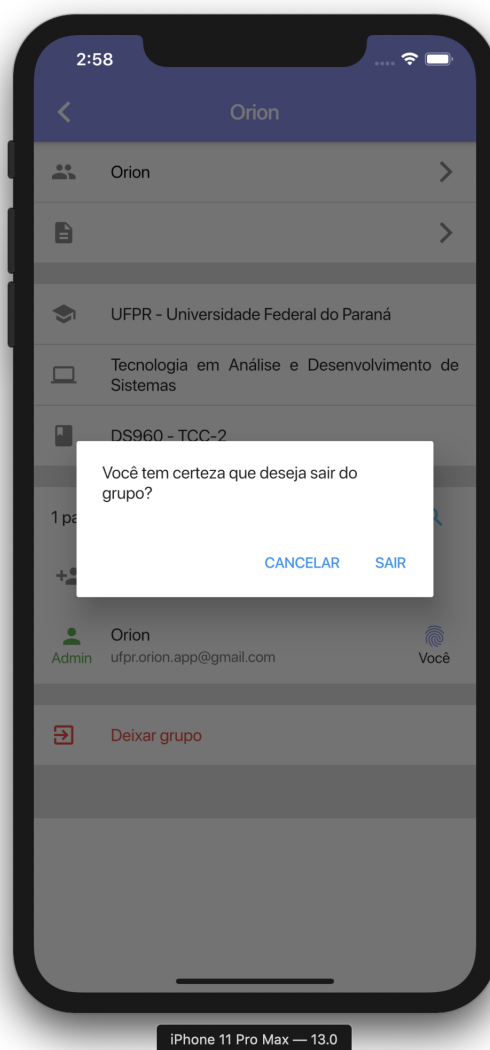 2:58
Orion
Orion
UFPR - Universidade Federal do Paraná
Tecnologia em Análise e Desenvolvimento de
Sistemas
DS960 - TCC-2
Você tem certeza que deseja sair do
grupo?
1 pa
CANCELAR SAIR
Orion
Admin ufpr.orion.app@gmail.com Você
Deixar grupo
iPhone 11 Pro Max — 13.0